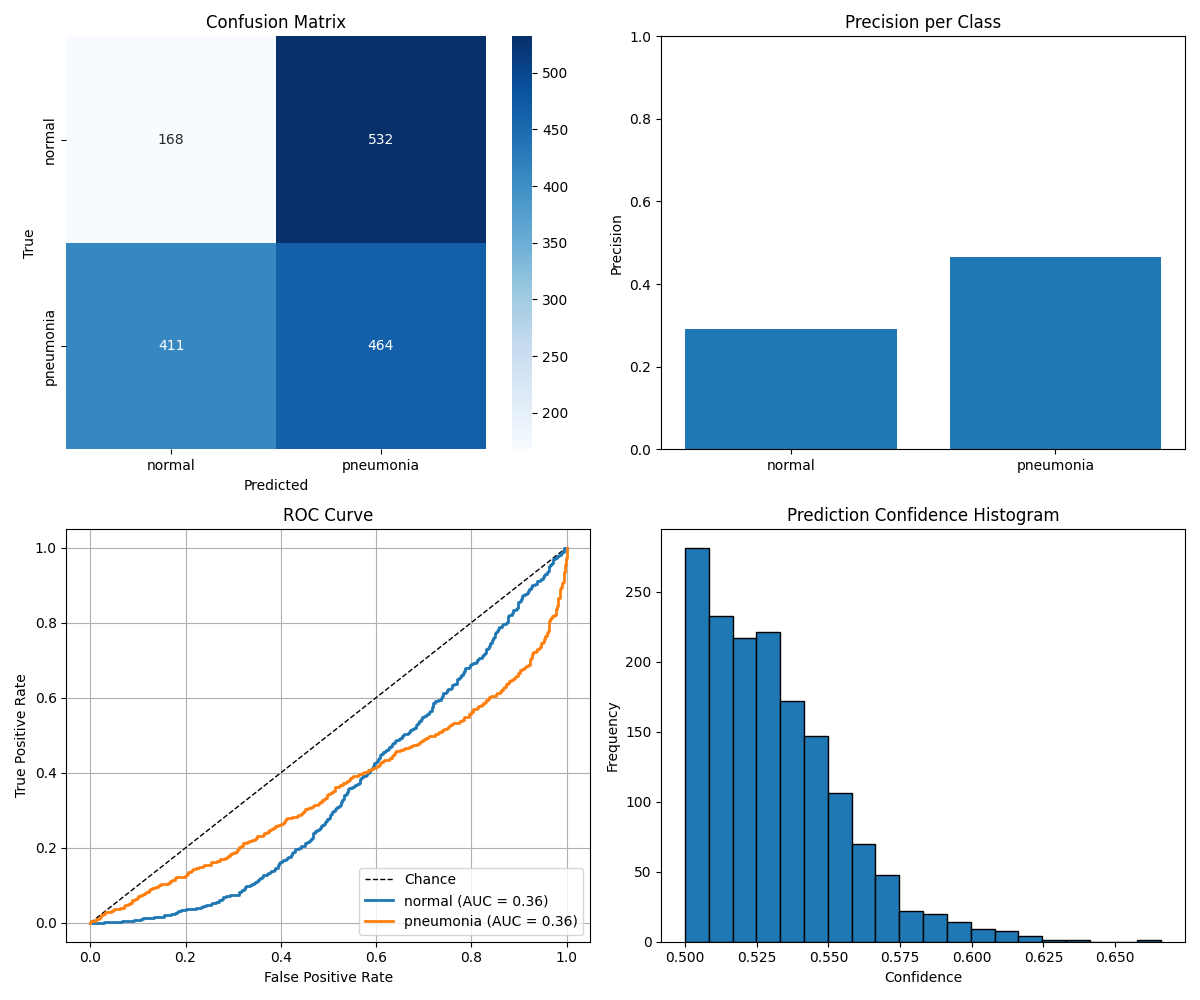 Confusion Matrix
normal
pneumonia
True
168
532
411
464
normal
pneumonia
Predicted
500
450
400
350
300
250
200
Precision per Class
Precision
1.0
0.8
0.6
0.4
0.2
0.0
normal
pneumonia
ROC Curve
True Positive Rate
1.0
0.8
0.6
0.4
0.2
0.0
Chance
normal (AUC = 0.36)
pneumonia (AUC = 0.36)
0.0
0.2
0.4
0.6
0.8
1.0
False Positive Rate
Prediction Confidence Histogram
Frequency
250
200
150
100
50
0
0.500
0.525
0.550
0.575
0.600
0.625
0.650
Confidence